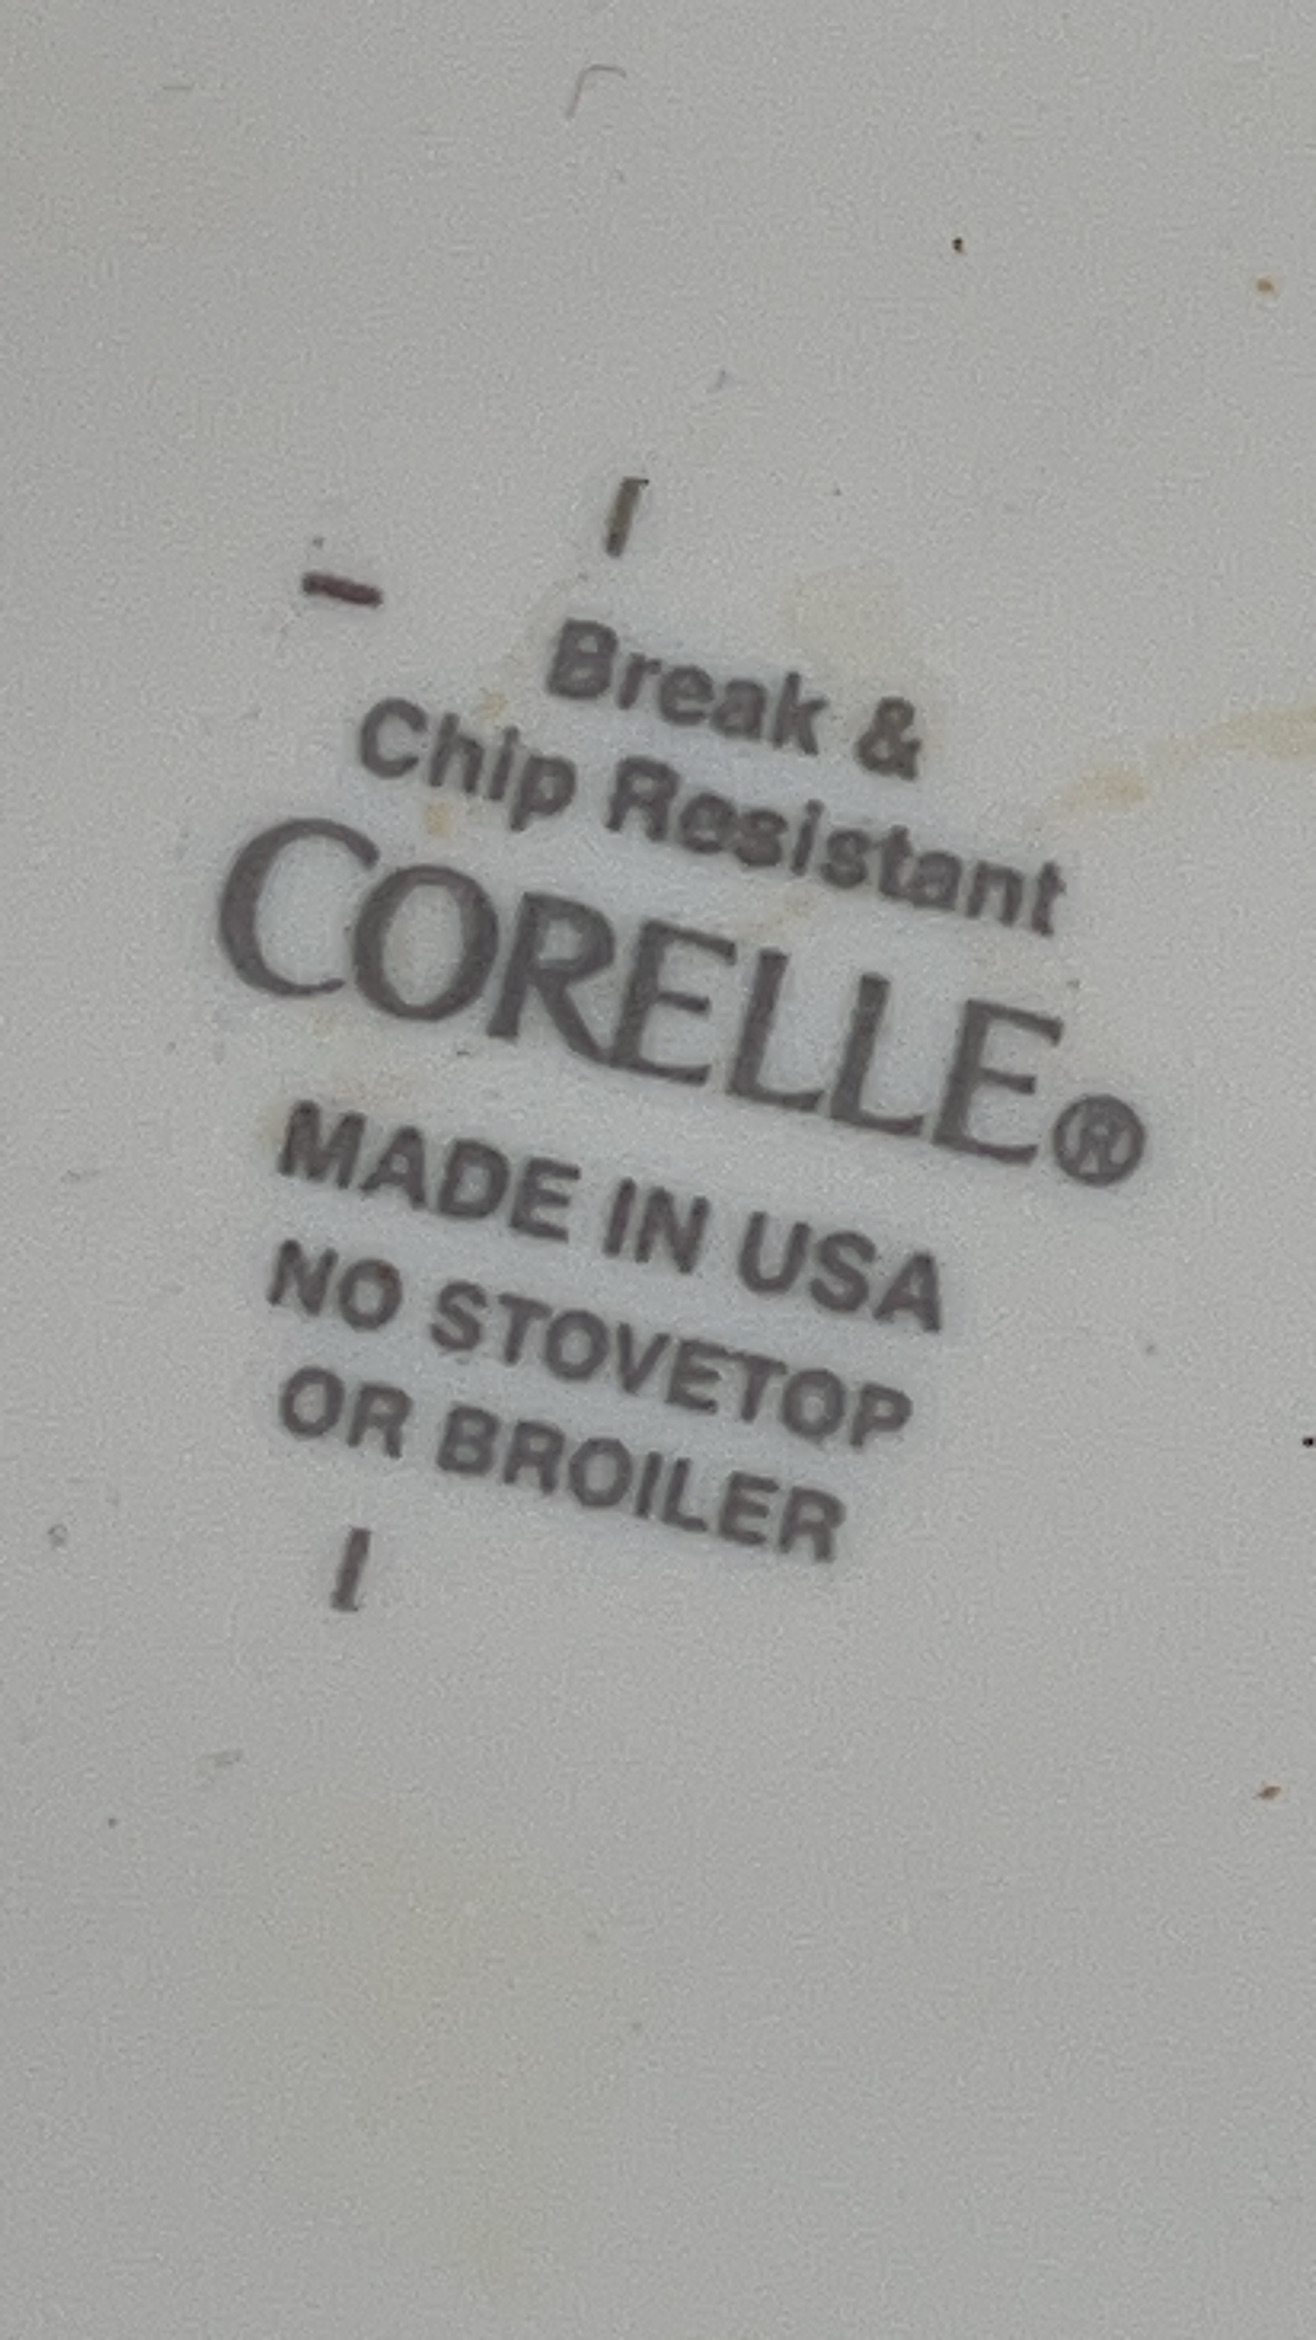 Break &
Chip Resistant
CORELLE®
MADE IN USA
NO STOVETOP
OR BROILER